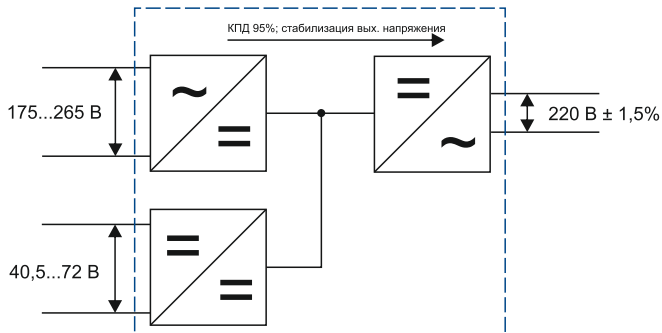 КПД 95%; стабилизация вых. напряжения
175...265 В
220 В ± 1,5%
40,5...72 В